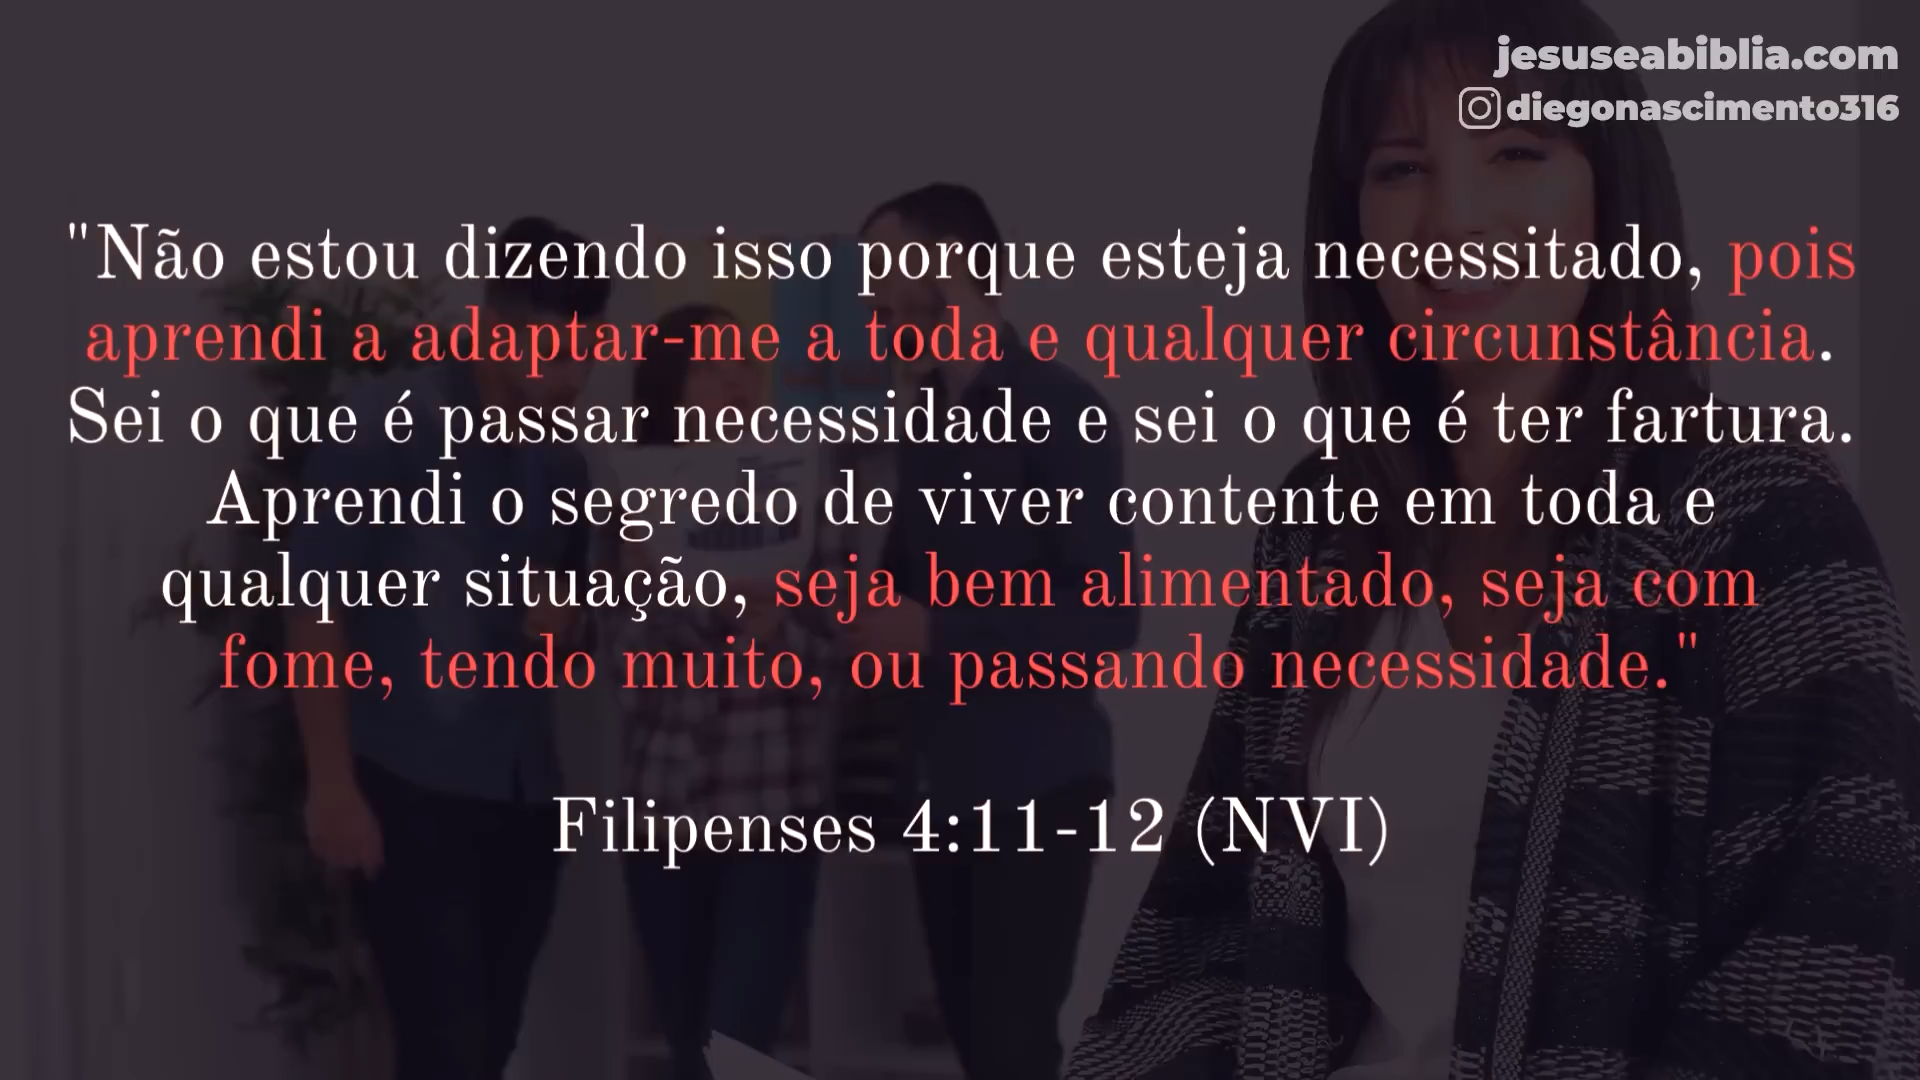 jesuseabiblia.com
diegonascimento316
"Não estou dizendo isso porque esteja necessitado, pois
aprendi a adaptar-me a toda e qualquer circunstância.
Sei o que é passar necessidade e sei o que é ter fartura.
Aprendi o segredo de viver contente em toda e
qualquer situação, seja bem alimentado, seja com
fome, tendo muito, ou passando necessidade."
Filipenses 4:11-12 (NVI)